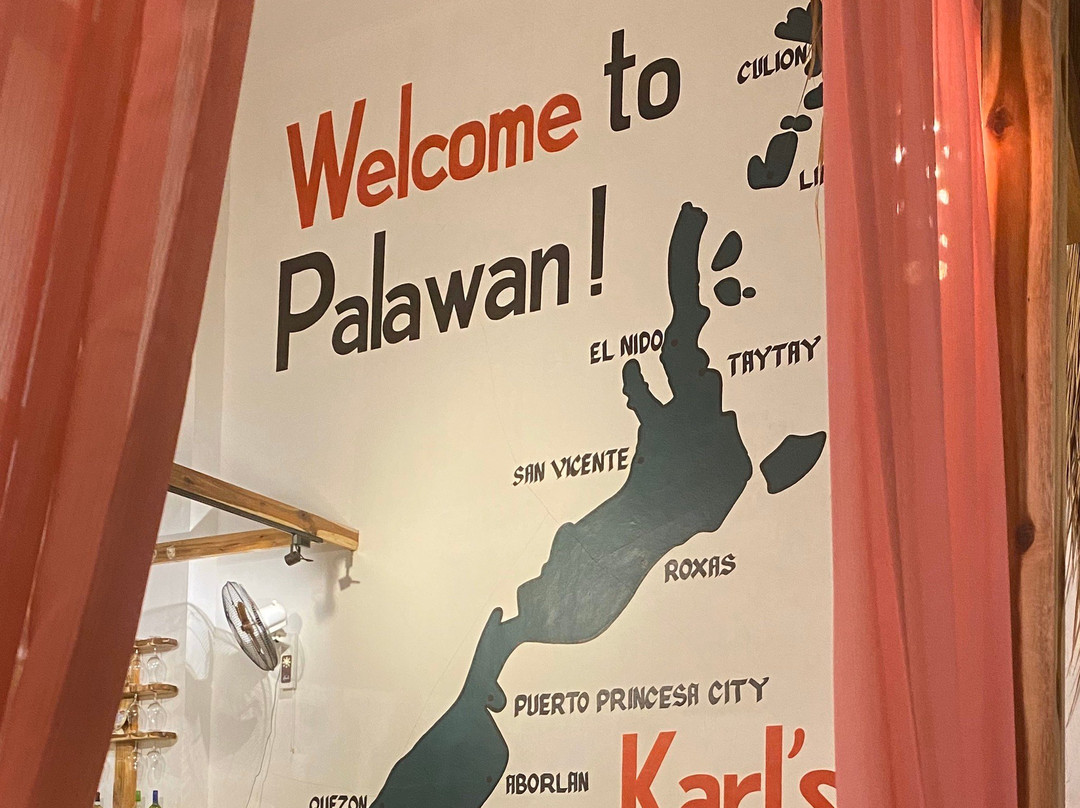 Welcome to
Palawan!
CULION
EL NIDO
TAYTAY
SAN VICENTE
ROXAS
PUERTO PRINCESA CITY
Karl's
ABORLAN
QUEZON